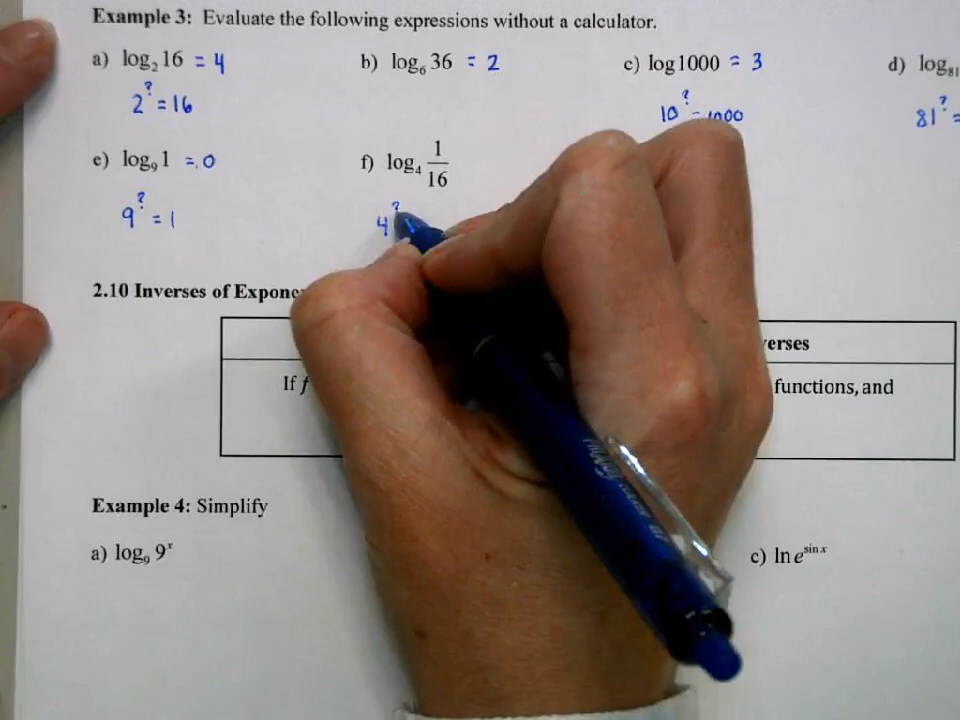 Example 3: Evaluate the following expressions without a calculator.
a) log₂ 16 = 4 b) log₆ 36 = 2 c) log 1000 = 3 d) log₈₁
2^? = 16 10^? = 1000 81^? =
e) log₉ 1 = 0 f) log₄ 1/16
9^? = 1 4^?
2.10 Inverses of
erses
If f functions, and
Example 4: Simplify
a) log₉ 9ˣ c) ln e^sin x